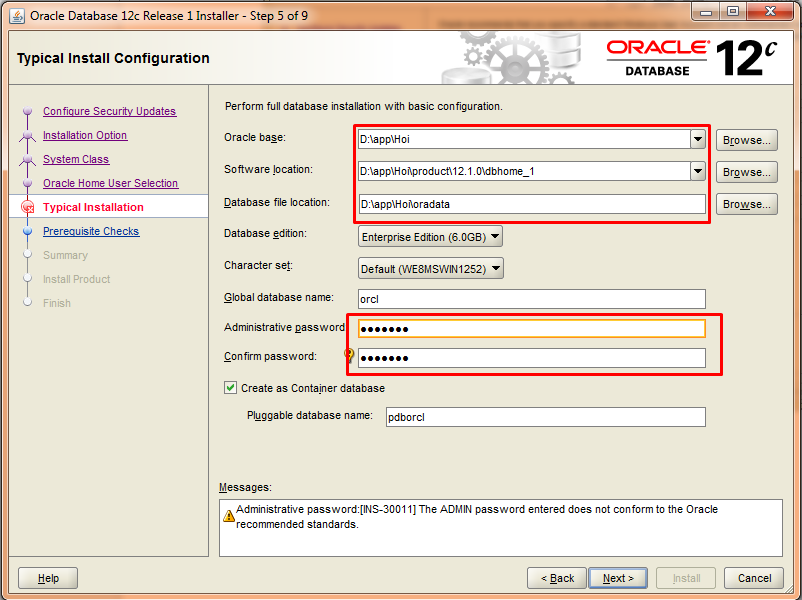 Oracle Database 12c Release 1 Installer - Step 5 of 9
Typical Install Configuration
ORACLE®
DATABASE
12c
Configure Security Updates
Installation Option
System Class
Oracle Home User Selection
Typical Installation
Prerequisite Checks
Summary
Install Product
Finish
Perform full database installation with basic configuration.
Oracle base: D:\app\Hoi Browse...
Software location: D:\app\Hoi\product\12.1.0\dbhome_1 Browse...
Database file location: D:\app\Hoi\oradata Browse...
Database edition: Enterprise Edition (6.0GB)
Character set: Default (WE8MSWIN1252)
Global database name: orcl
Administrative password ●●●●●●●
Confirm password: ●●●●●●●
Create as Container database
Pluggable database name: pdborcl
Messages:
Administrative password:[INS-30011] The ADMIN password entered does not conform to the Oracle
recommended standards.
Help < Back Next > Install Cancel